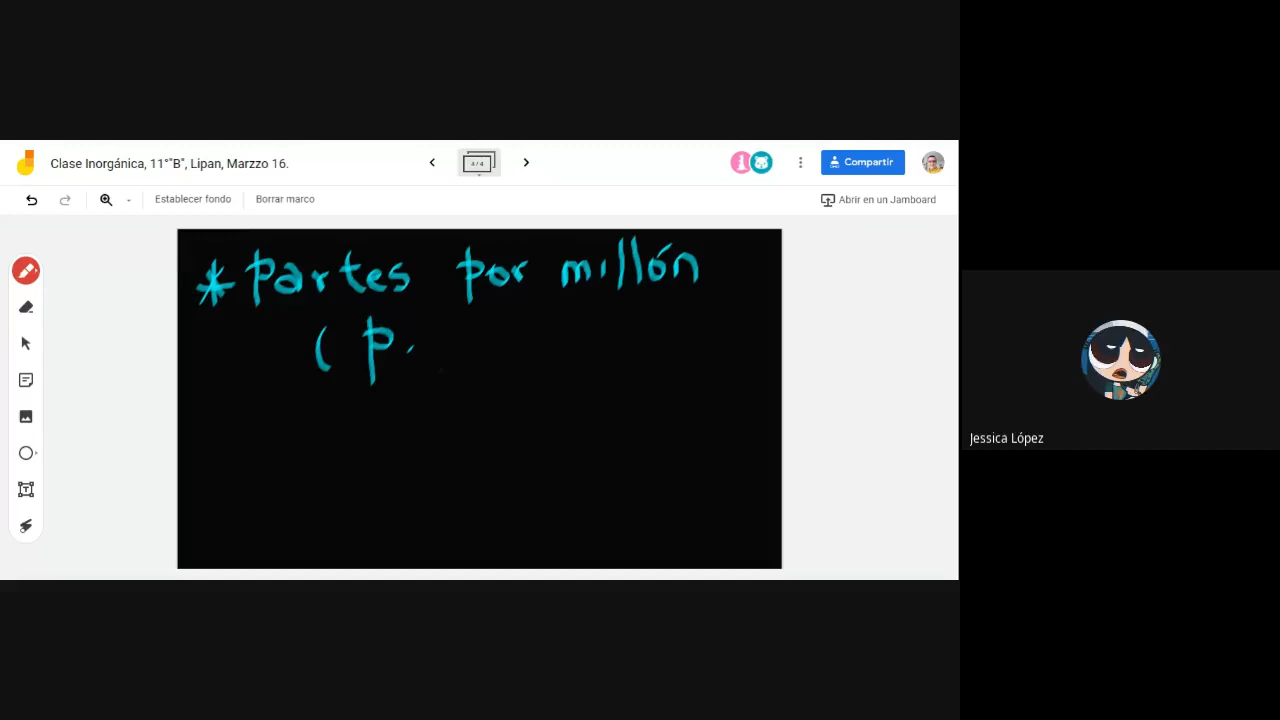 Clase Inorgánica, 11°"B", Lipan, Marzzo 16.
4 / 4
Compartir
Establecer fondo
Borrar marco
Abrir en un Jamboard
* Partes por millón
( P.
Jessica López